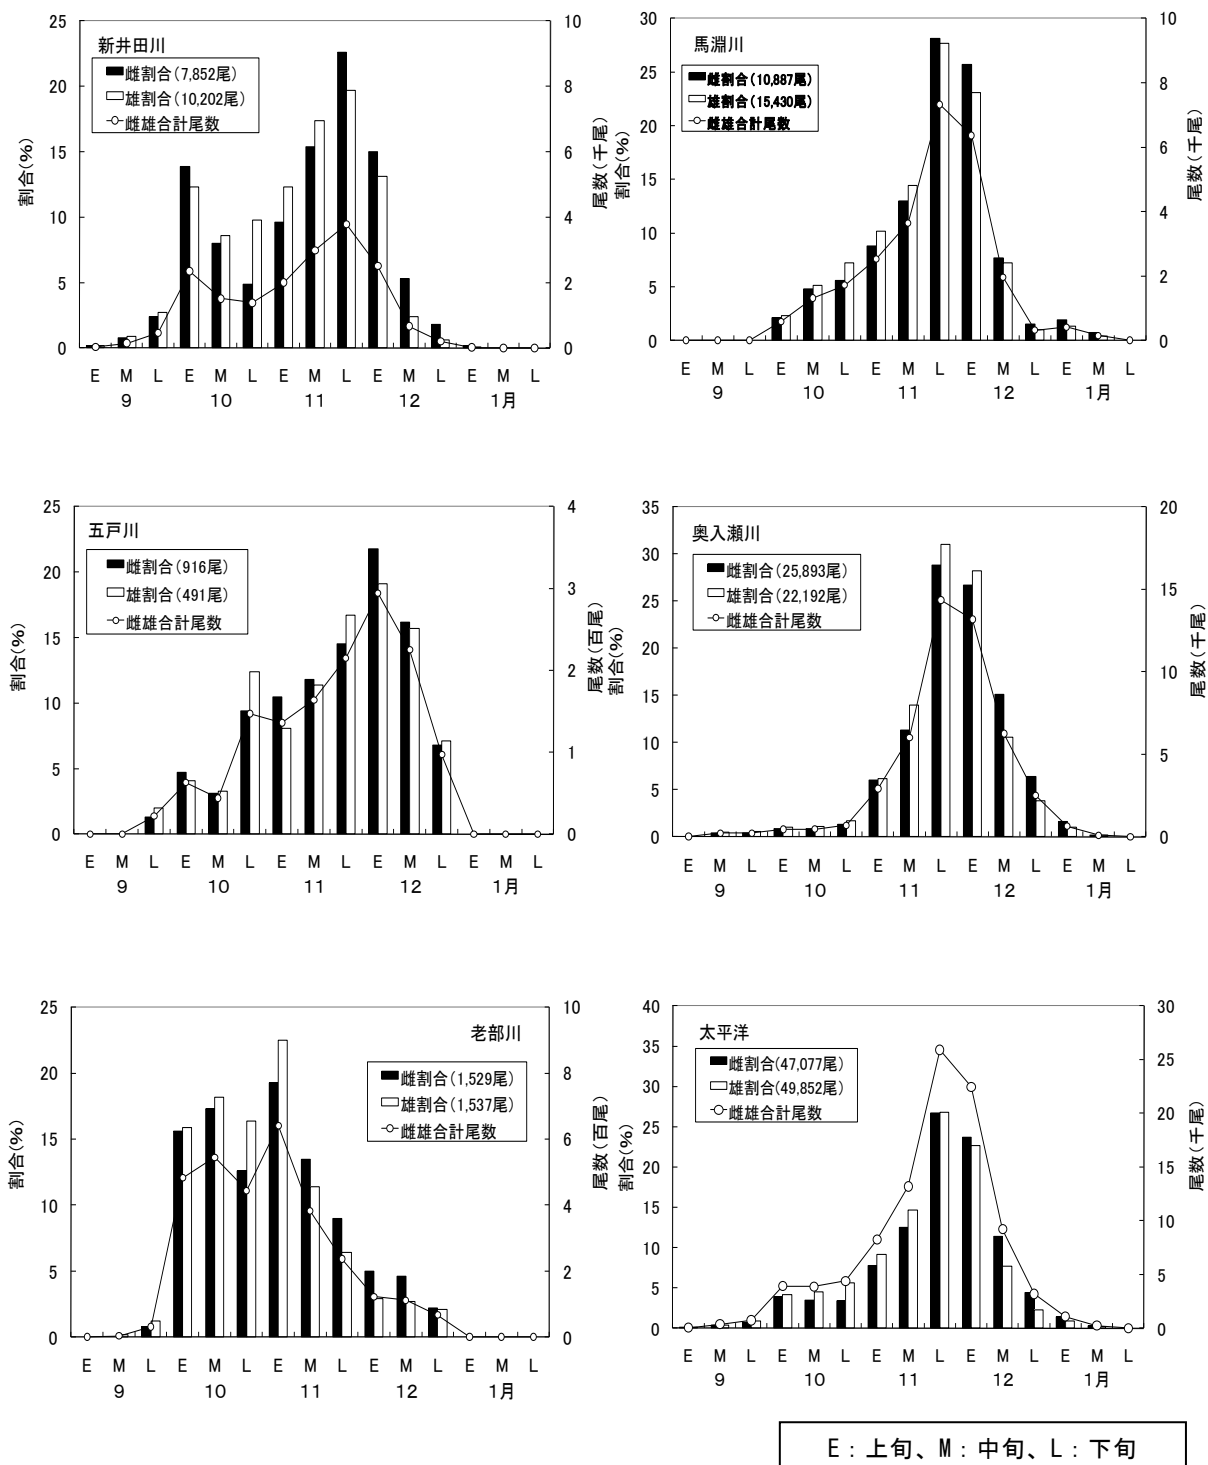 新井田川
雌割合(7,852尾)
雄割合(10,202尾)
雌雄合計尾数
割合(%)
尾数(千尾)
25
20
15
10
5
0
10
8
6
4
2
0
E M L E M L E M L E M L E M L
9 10 11 12 1月
馬淵川
雌割合(10,887尾)
雄割合(15,430尾)
雌雄合計尾数
割合(%)
尾数(千尾)
30
25
20
15
10
5
0
10
8
6
4
2
0
E M L E M L E M L E M L E M L
9 10 11 12 1月
五戸川
雌割合(916尾)
雄割合(491尾)
雌雄合計尾数
割合(%)
尾数(百尾)
25
20
15
10
5
0
4
3
2
1
0
E M L E M L E M L E M L E M L
9 10 11 12 1月
奥入瀬川
雌割合(25,893尾)
雄割合(22,192尾)
雌雄合計尾数
割合(%)
尾数(千尾)
35
30
25
20
15
10
5
0
20
15
10
5
0
E M L E M L E M L E M L E M L
9 10 11 12 1月
老部川
雌割合(1,529尾)
雄割合(1,537尾)
雌雄合計尾数
割合(%)
尾数(百尾)
25
20
15
10
5
0
10
8
6
4
2
0
E M L E M L E M L E M L E M L
9 10 11 12 1月
太平洋
雌割合(47,077尾)
雄割合(49,852尾)
雌雄合計尾数
割合(%)
尾数(千尾)
40
35
30
25
20
15
10
5
0
30
25
20
15
10
5
0
E M L E M L E M L E M L E M L
9 10 11 12 1月
E：上旬、M：中旬、L：下旬